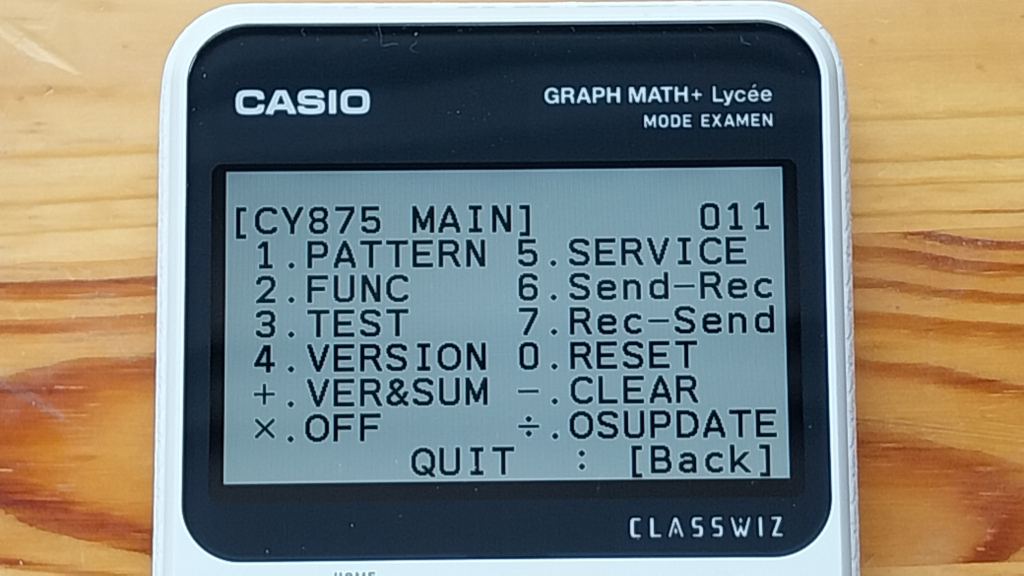 CASIO
GRAPH MATH+ Lycée
MODE EXAMEN
[CY875 MAIN] 011
1.PATTERN 5.SERVICE
2.FUNC 6.Send-Rec
3.TEST 7.Rec-Send
4.VERSION 0.RESET
+.VER&SUM -.CLEAR
×.OFF ÷.OSUPDATE
QUIT : [Back]
CLASSWIZ
HOME